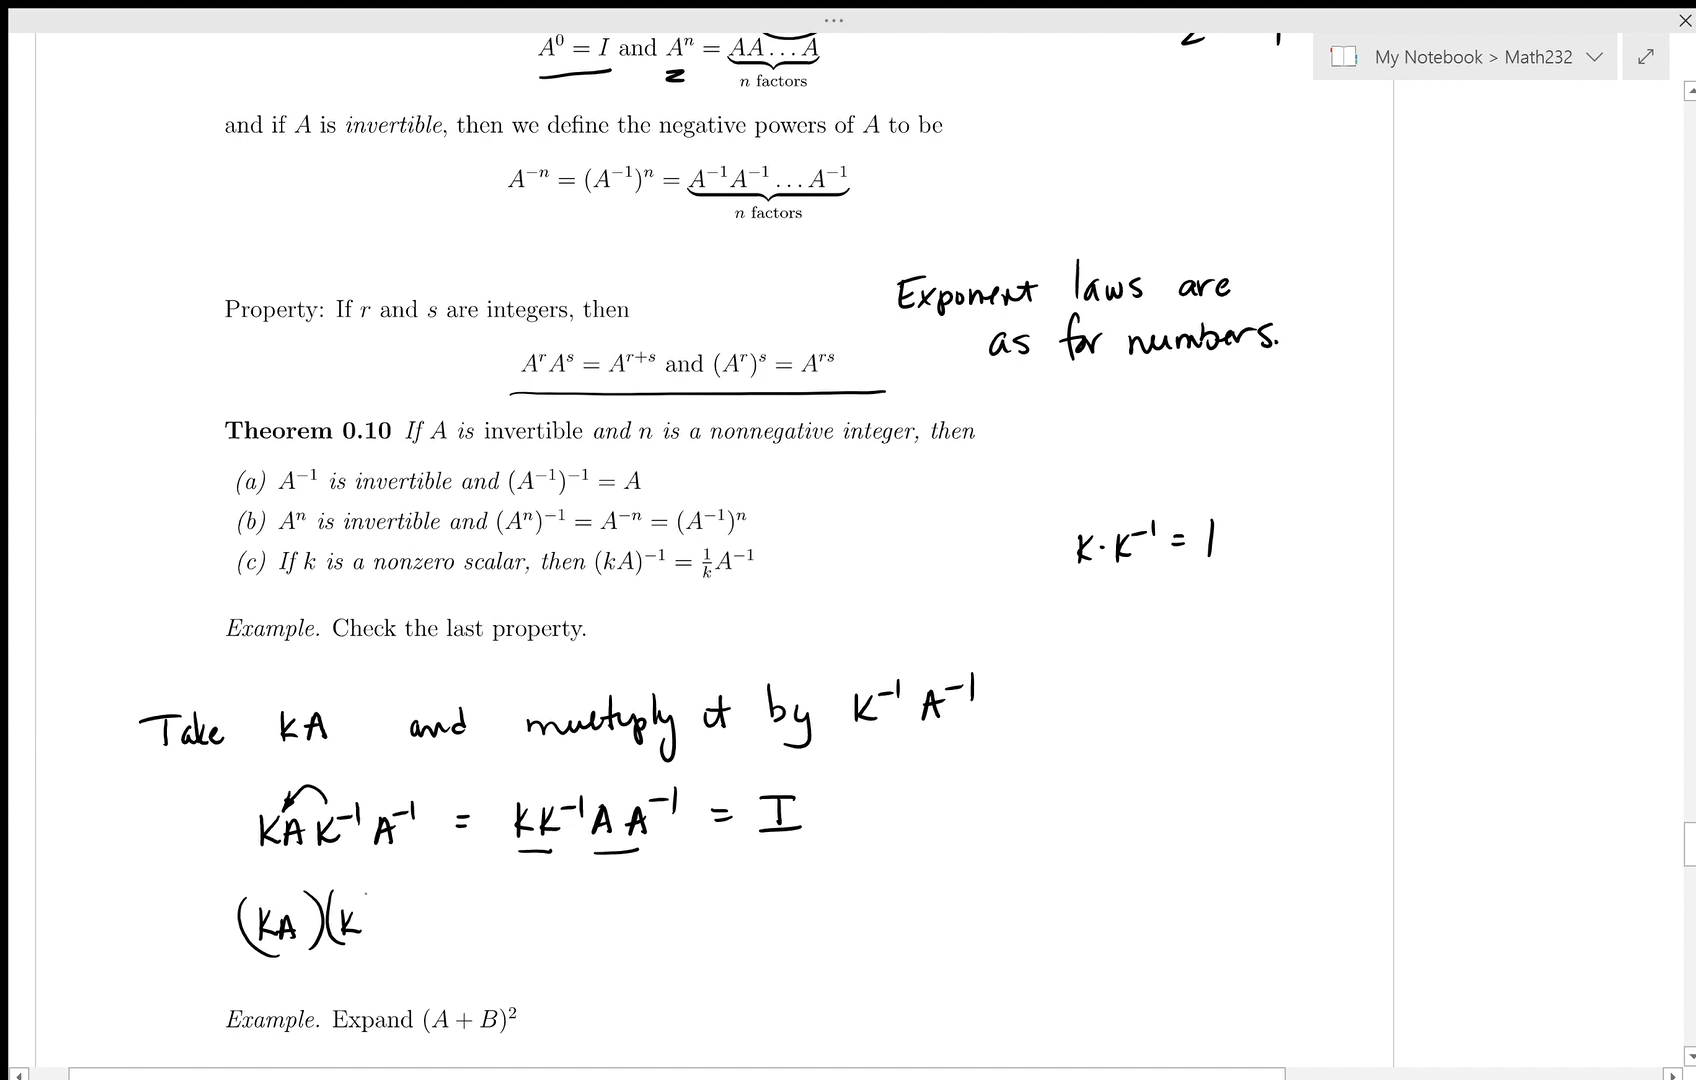 A⁰ = I and Aⁿ = AA . . . A
n factors
My Notebook > Math232
and if A is invertible, then we define the negative powers of A to be
A⁻ⁿ = (A⁻¹)ⁿ = A⁻¹A⁻¹ . . . A⁻¹
n factors
Exponent laws are
as for numbers.
Property: If r and s are integers, then
AʳAˢ = Aʳ⁺ˢ and (Aʳ)ˢ = Aʳˢ
Theorem 0.10 If A is invertible and n is a nonnegative integer, then
(a) A⁻¹ is invertible and (A⁻¹)⁻¹ = A
(b) Aⁿ is invertible and (Aⁿ)⁻¹ = A⁻ⁿ = (A⁻¹)ⁿ
(c) If k is a nonzero scalar, then (kA)⁻¹ = 1/k A⁻¹
K·K⁻¹ = 1
Example. Check the last property.
Take KA and multiply it by K⁻¹ A⁻¹
KAK⁻¹A⁻¹ = KK⁻¹AA⁻¹ = I
(KA)(K
Example. Expand (A + B)²